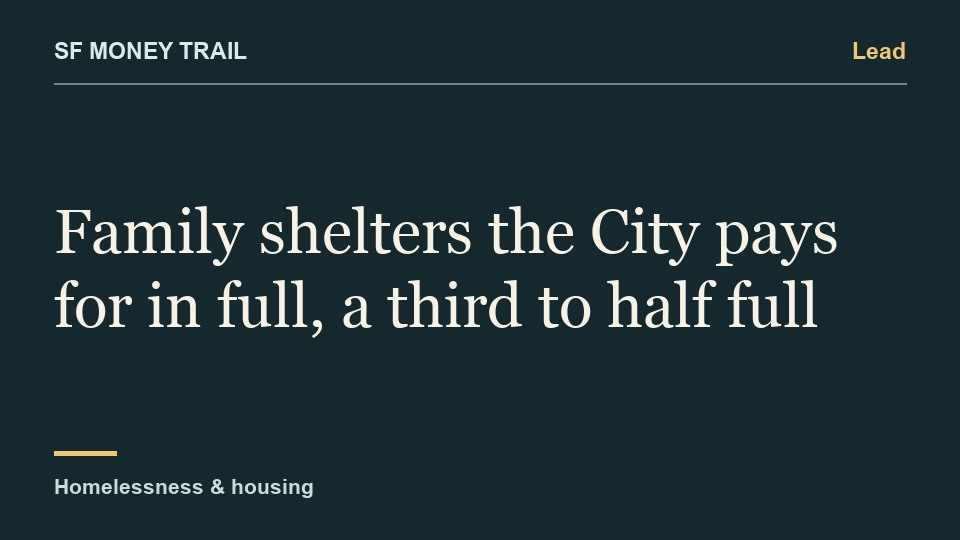 SF MONEY TRAIL
Lead
Family shelters the City pays
for in full, a third to half full
Homelessness & housing